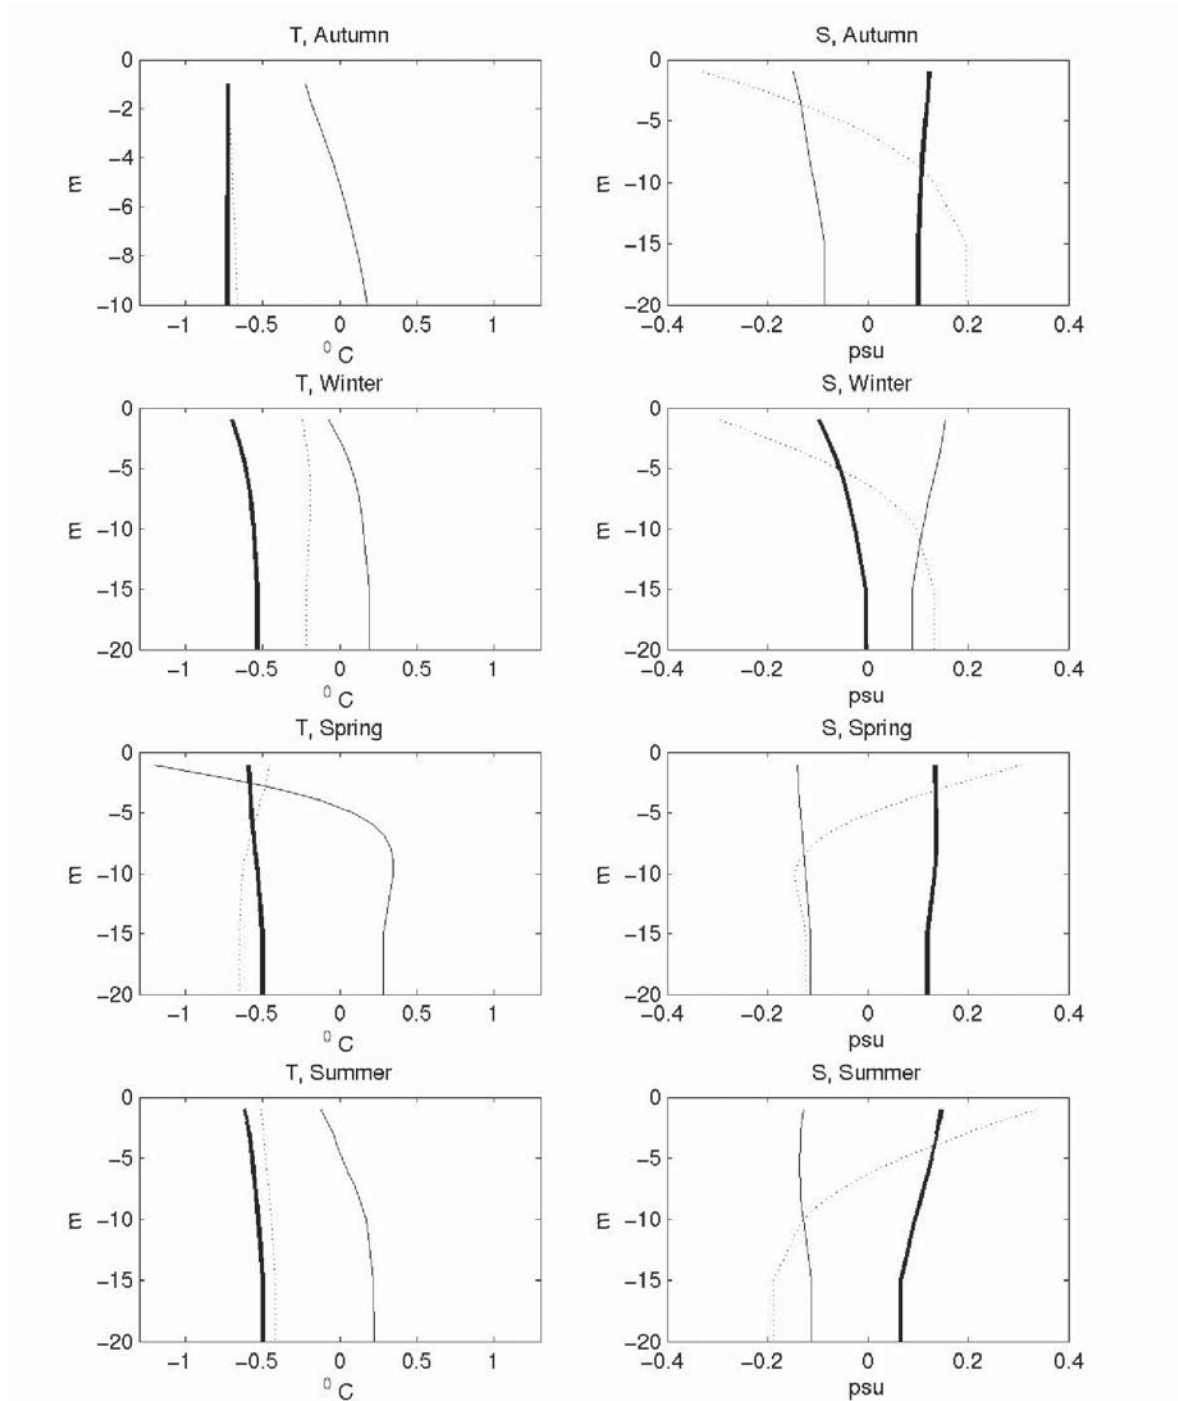 T, Autumn
0
−2
−4
−6
−8
−10
m
−1 −0.5 0 0.5 1
⁰ C
S, Autumn
0
−5
−10
−15
−20
m
−0.4 −0.2 0 0.2 0.4
psu
T, Winter
0
−5
−10
−15
−20
m
−1 −0.5 0 0.5 1
⁰ C
S, Winter
0
−5
−10
−15
−20
m
−0.4 −0.2 0 0.2 0.4
psu
T, Spring
0
−5
−10
−15
−20
m
−1 −0.5 0 0.5 1
⁰ C
S, Spring
0
−5
−10
−15
−20
m
−0.4 −0.2 0 0.2 0.4
psu
T, Summer
0
−5
−10
−15
−20
m
−1 −0.5 0 0.5 1
⁰ C
S, Summer
0
−5
−10
−15
−20
m
−0.4 −0.2 0 0.2 0.4
psu